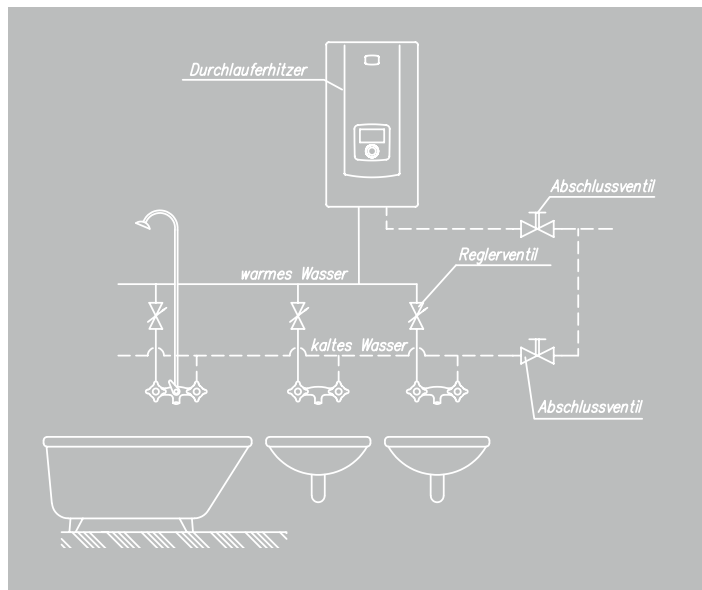 Durchlauferhitzer
Abschlussventil
Reglerventil
warmes Wasser
kaltes Wasser
Abschlussventil